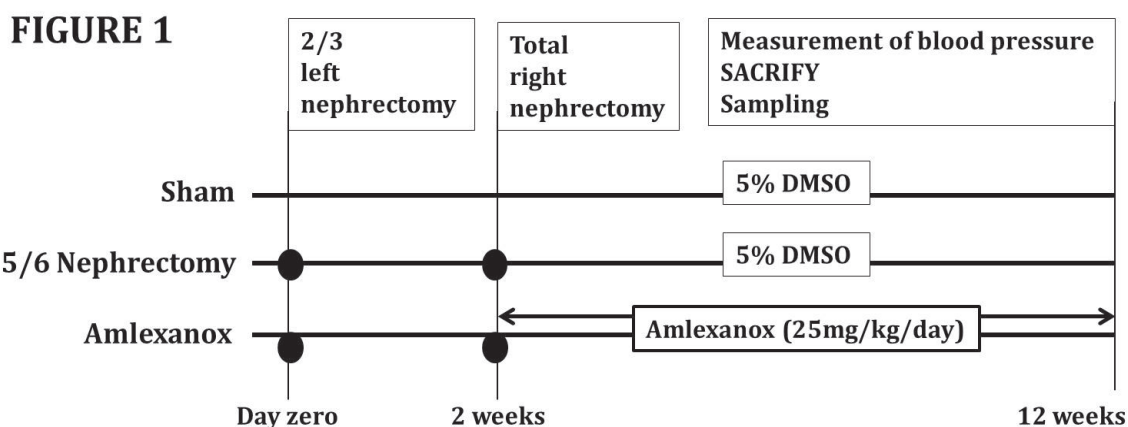 FIGURE 1
2/3
left
nephrectomy
Total
right
nephrectomy
Measurement of blood pressure
SACRIFY
Sampling
Sham
5% DMSO
5/6 Nephrectomy
5% DMSO
Amlexanox
Amlexanox (25mg/kg/day)
Day zero
2 weeks
12 weeks